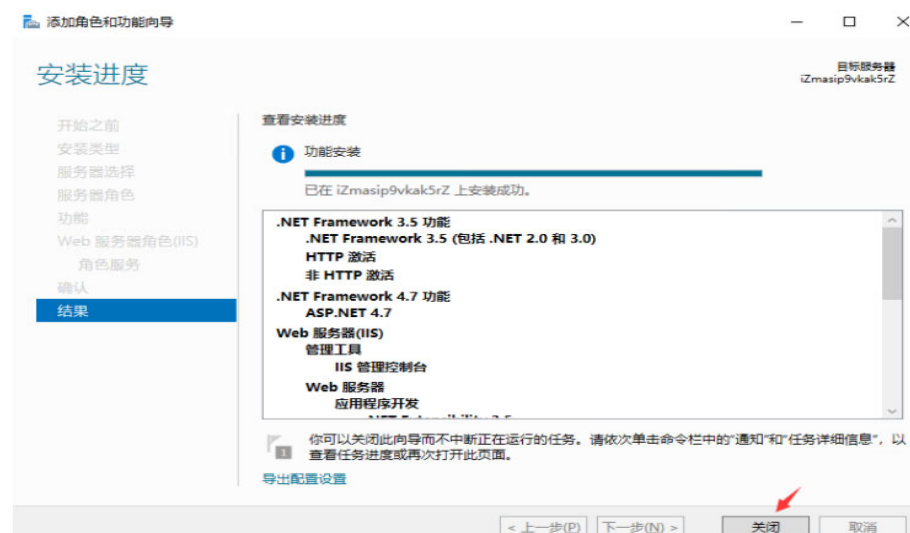 添加角色和功能向导
安装进度
目标服务器
iZmasip9vkak5rZ
开始之前
安装类型
服务器选择
服务器角色
功能
Web 服务器角色(IIS)
角色服务
确认
结果
查看安装进度
功能安装
已在 iZmasip9vkak5rZ 上安装成功。
.NET Framework 3.5 功能
.NET Framework 3.5 (包括 .NET 2.0 和 3.0)
HTTP 激活
非 HTTP 激活
.NET Framework 4.7 功能
ASP.NET 4.7
Web 服务器(IIS)
管理工具
IIS 管理控制台
Web 服务器
应用程序开发
1
你可以关闭此向导而不中断正在运行的任务。请依次单击命令栏中的"通知"和"任务详细信息"，以
查看任务进度或再次打开此页面。
导出配置设置
< 上一步(P)
下一步(N) >
关闭
取消